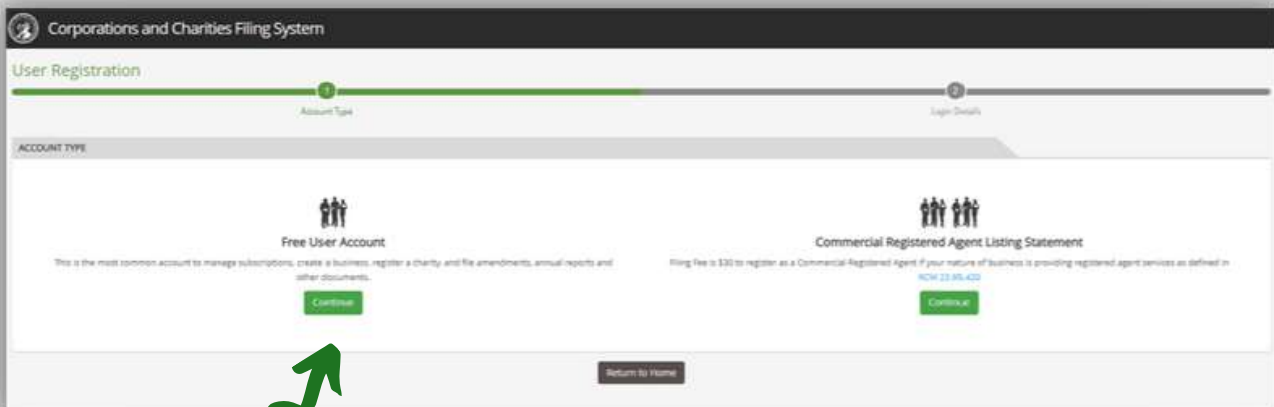 Corporations and Charities Filing System
User Registration
1
2
Account Type
Login Details
ACCOUNT TYPE
Free User Account
This is the most common account to manage subscriptions, create a business, register a charity, and file amendments, annual reports and
other documents.
Continue
Commercial Registered Agent Listing Statement
Filing Fee is $30 to register as a Commercial Registered Agent if your nature of business is providing registered agent services as defined in
RCW 23.95.420
Continue
Return to Home